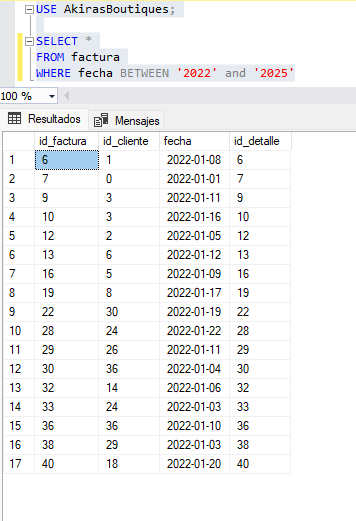 USE AkirasBoutiques;
SELECT *
FROM factura
WHERE fecha BETWEEN '2022' and '2025'
100 %
Resultados Mensajes
id_factura id_cliente fecha id_detalle
1 6 1 2022-01-08 6
2 7 0 2022-01-01 7
3 9 3 2022-01-11 9
4 10 3 2022-01-16 10
5 12 2 2022-01-05 12
6 13 6 2022-01-12 13
7 16 5 2022-01-09 16
8 19 8 2022-01-17 19
9 22 30 2022-01-19 22
10 28 24 2022-01-22 28
11 29 26 2022-01-11 29
12 30 36 2022-01-04 30
13 32 14 2022-01-06 32
14 33 24 2022-01-03 33
15 36 36 2022-01-10 36
16 38 29 2022-01-03 38
17 40 18 2022-01-20 40